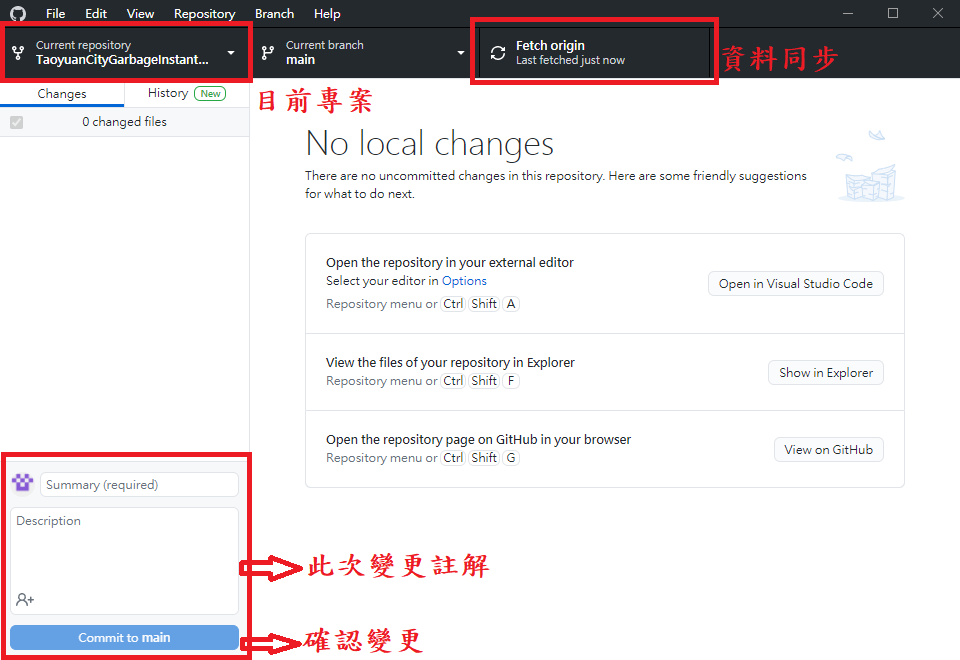 File Edit View Repository Branch Help
Current repository
TaoyuanCityGarbageInstant...
Current branch
main
Fetch origin
Last fetched just now
資料同步
Changes
History New
目前專案
0 changed files
No local changes
There are no uncommitted changes in this repository. Here are some friendly suggestions
for what to do next.
Open the repository in your external editor
Select your editor in Options
Repository menu or Ctrl Shift A
Open in Visual Studio Code
View the files of your repository in Explorer
Repository menu or Ctrl Shift F
Show in Explorer
Open the repository page on GitHub in your browser
Repository menu or Ctrl Shift G
View on GitHub
Summary (required)
Description
此次變更註解
Commit to main
確認變更